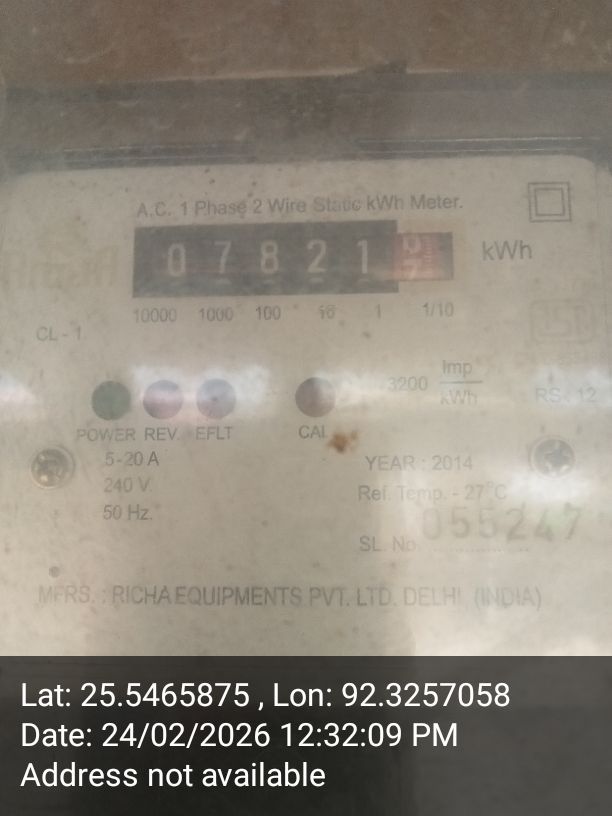 A.C. 1 Phase 2 Wire Static kWh Meter.
0 7 8 2 1 kWh
10000 1000 100 10 1 1/10
CL - 1
3200 Imp
kWh
RS - 12
POWER REV. EFLT CAL
5-20 A
YEAR : 2014
240 V.
Ref. Temp. - 27°C
50 Hz.
SL. No. 055247
MFRS. : RICHA EQUIPMENTS PVT. LTD. DELHI. (INDIA)
Lat: 25.5465875 , Lon: 92.3257058
Date: 24/02/2026 12:32:09 PM
Address not available